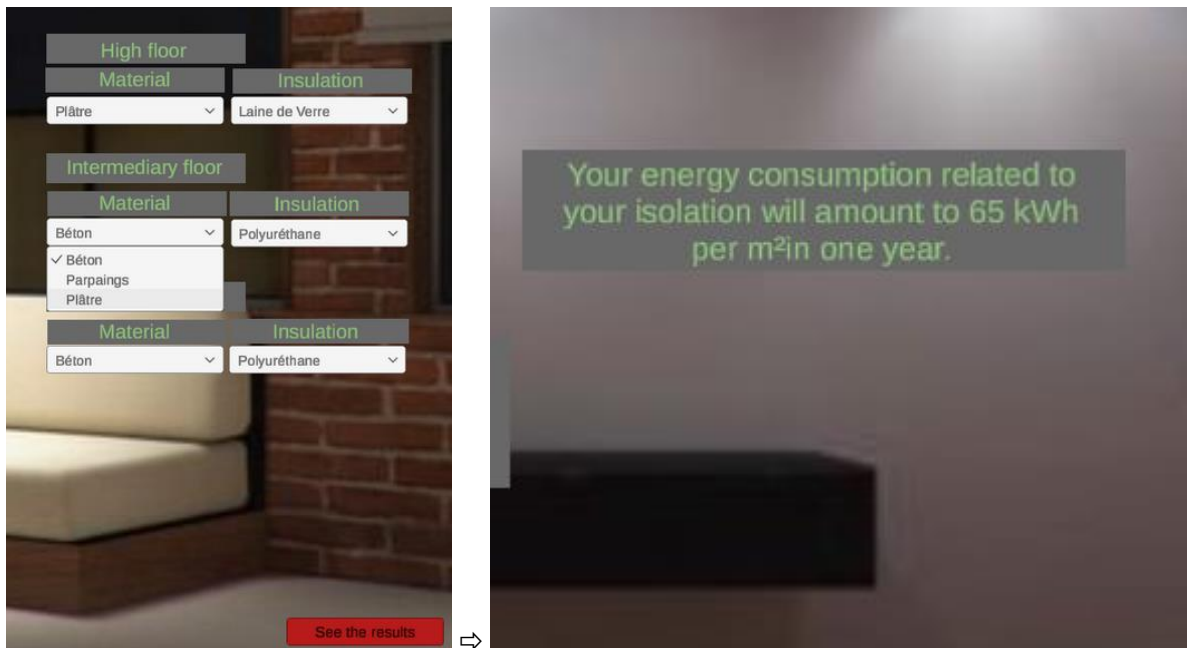 High floor
Material Insulation
Plâtre Laine de Verre
Intermediary floor
Material Insulation
Béton Polyuréthane
✓ Béton
Parpaings
Plâtre
Material Insulation
Béton Polyuréthane
See the results
⇨
Your energy consumption related to
your isolation will amount to 65 kWh
per m²in one year.